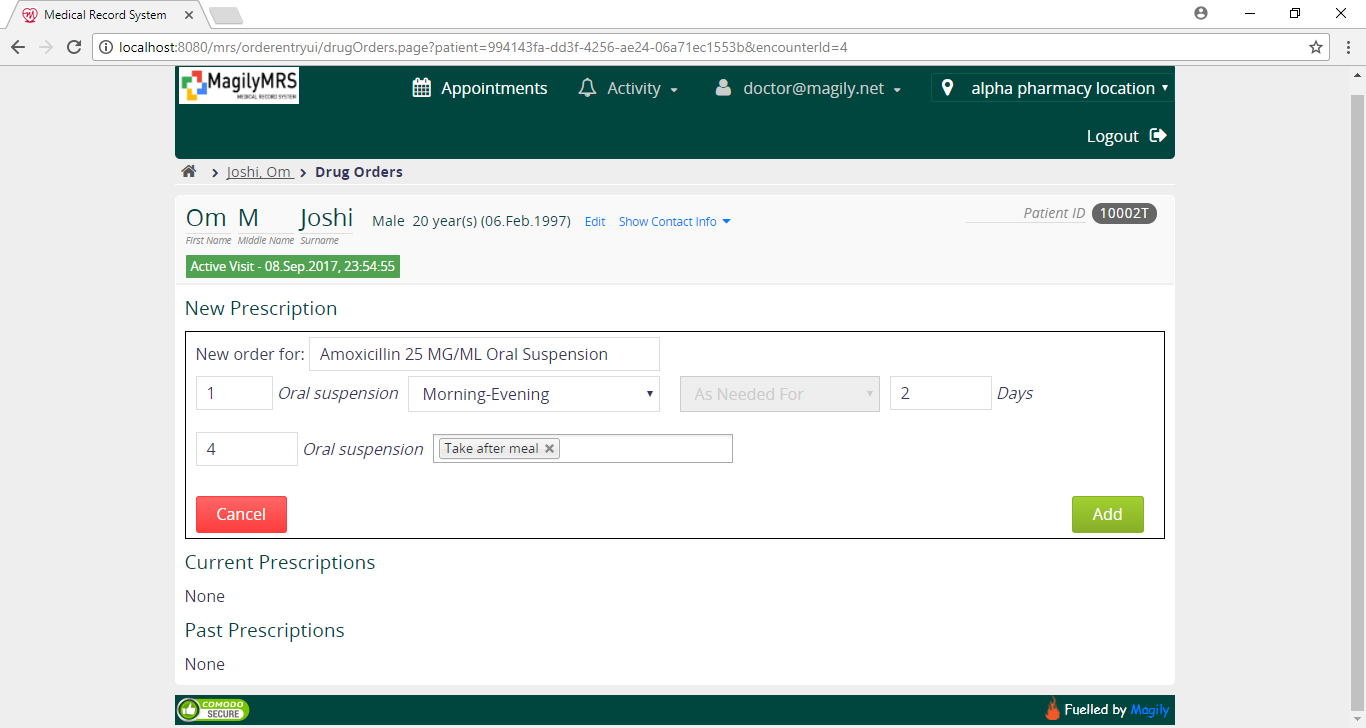 Medical Record System
localhost:8080/mrs/orderentryui/drugOrders.page?patient=994143fa-dd3f-4256-ae24-06a71ec1553b&encounterId=4
MagilyMRS
MEDICAL RECORD SYSTEM
Appointments Activity doctor@magily.net alpha pharmacy location
Logout
Joshi, Om > Drug Orders
Om M Joshi Male 20 year(s) (06.Feb.1997) Edit Show Contact Info Patient ID 10002T
First Name Middle Name Surname
Active Visit - 08.Sep.2017, 23:54:55
New Prescription
New order for: Amoxicillin 25 MG/ML Oral Suspension
1 Oral suspension Morning-Evening As Needed For 2 Days
4 Oral suspension Take after meal
Cancel Add
Current Prescriptions
None
Past Prescriptions
None
COMODO
SECURE
Fuelled by Magily